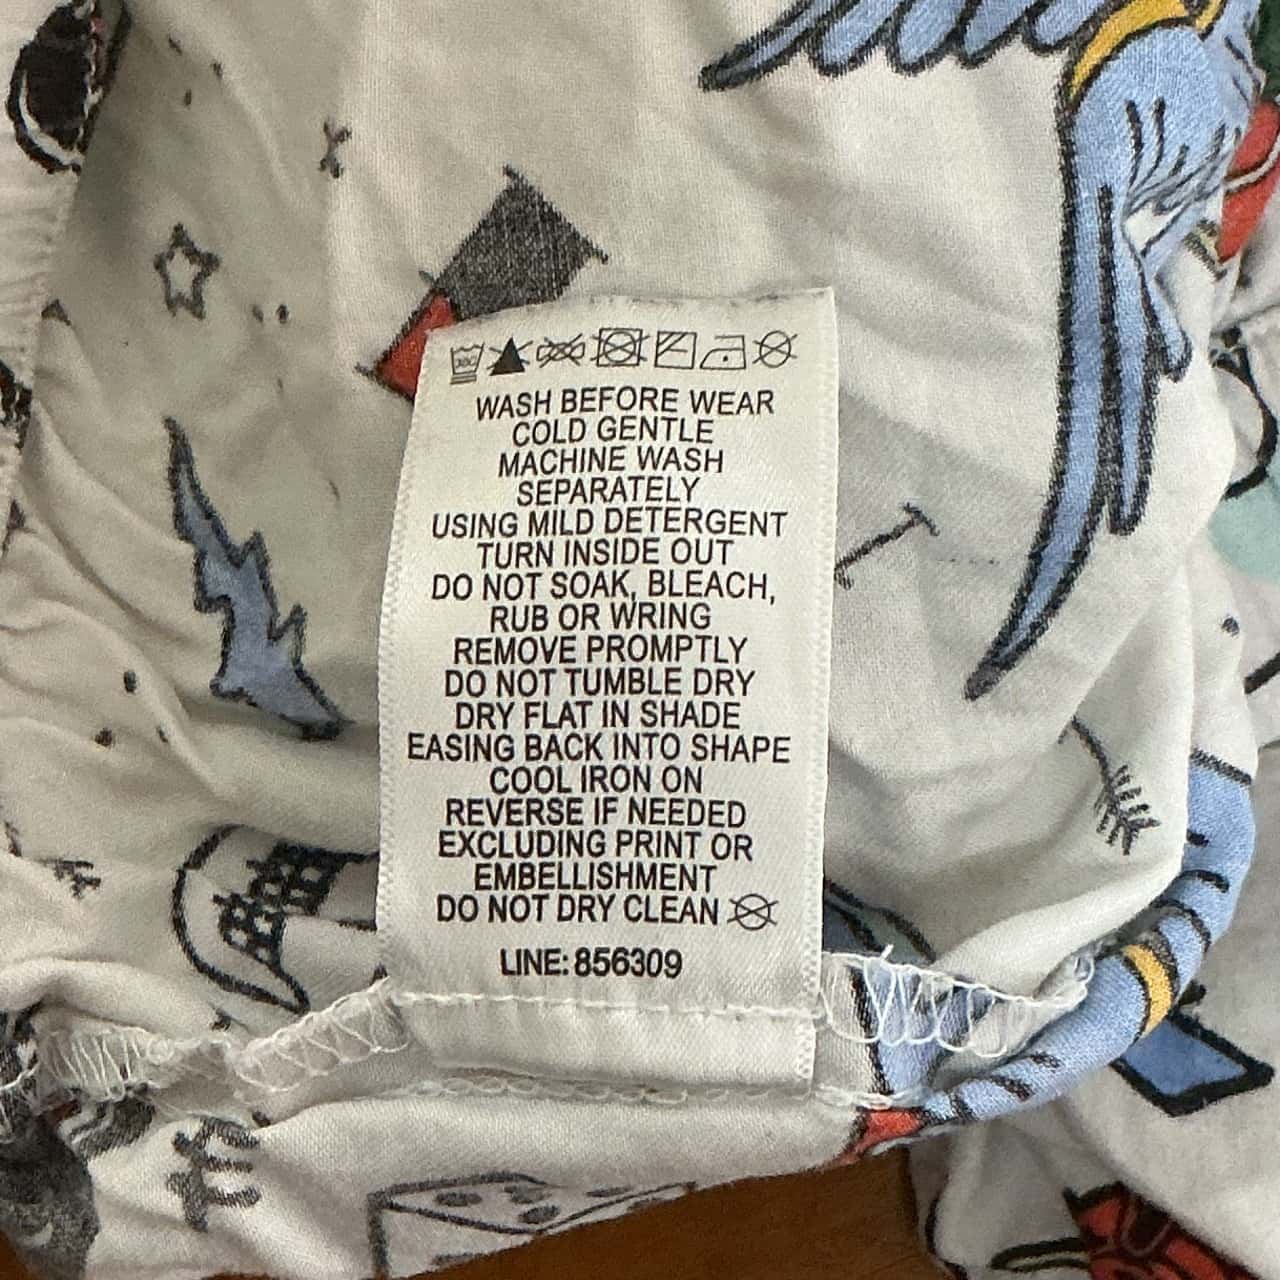 30C
WASH BEFORE WEAR
COLD GENTLE
MACHINE WASH
SEPARATELY
USING MILD DETERGENT
TURN INSIDE OUT
DO NOT SOAK, BLEACH,
RUB OR WRING
REMOVE PROMPTLY
DO NOT TUMBLE DRY
DRY FLAT IN SHADE
EASING BACK INTO SHAPE
COOL IRON ON
REVERSE IF NEEDED
EXCLUDING PRINT OR
EMBELLISHMENT
DO NOT DRY CLEAN
LINE: 856309